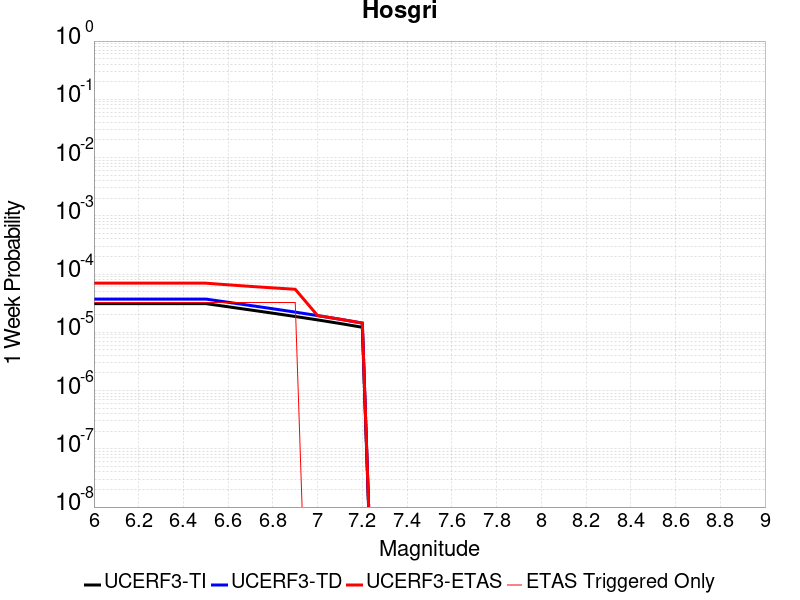 Hosgri
1 Week Probability
10^0
10^-1
10^-2
10^-3
10^-4
10^-5
10^-6
10^-7
10^-8
6 6.2 6.4 6.6 6.8 7 7.2 7.4 7.6 7.8 8 8.2 8.4 8.6 8.8 9
Magnitude
UCERF3-TI UCERF3-TD UCERF3-ETAS ETAS Triggered Only